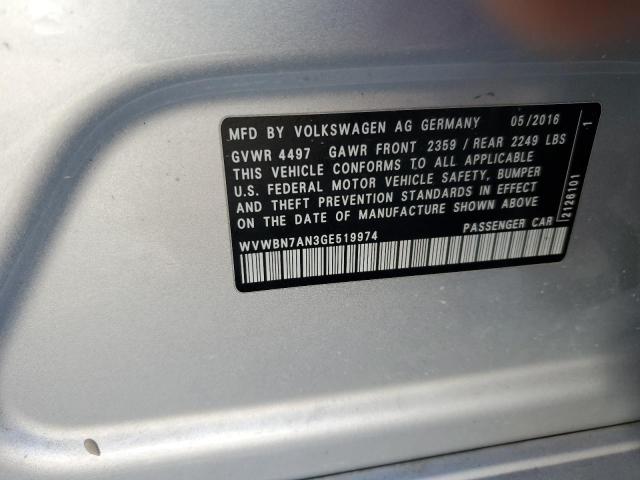 MFD BY VOLKSWAGEN AG GERMANY 05/2016
GVWR 4497 GAWR FRONT 2359 / REAR 2249 LBS
THIS VEHICLE CONFORMS TO ALL APPLICABLE
U.S. FEDERAL MOTOR VEHICLE SAFETY, BUMPER
AND THEFT PREVENTION STANDARDS IN EFFECT
ON THE DATE OF MANUFACTURE SHOWN ABOVE
WVWBN7AN3GE519974 PASSENGER CAR
2126101 1